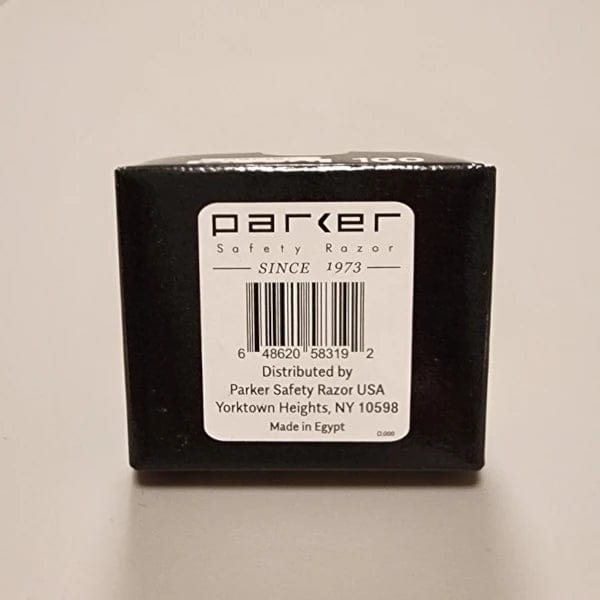 100
parker
Safety Razor
SINCE 1973
6 48620 58319 2
Distributed by
Parker Safety Razor USA
Yorktown Heights, NY 10598
Made in Egypt